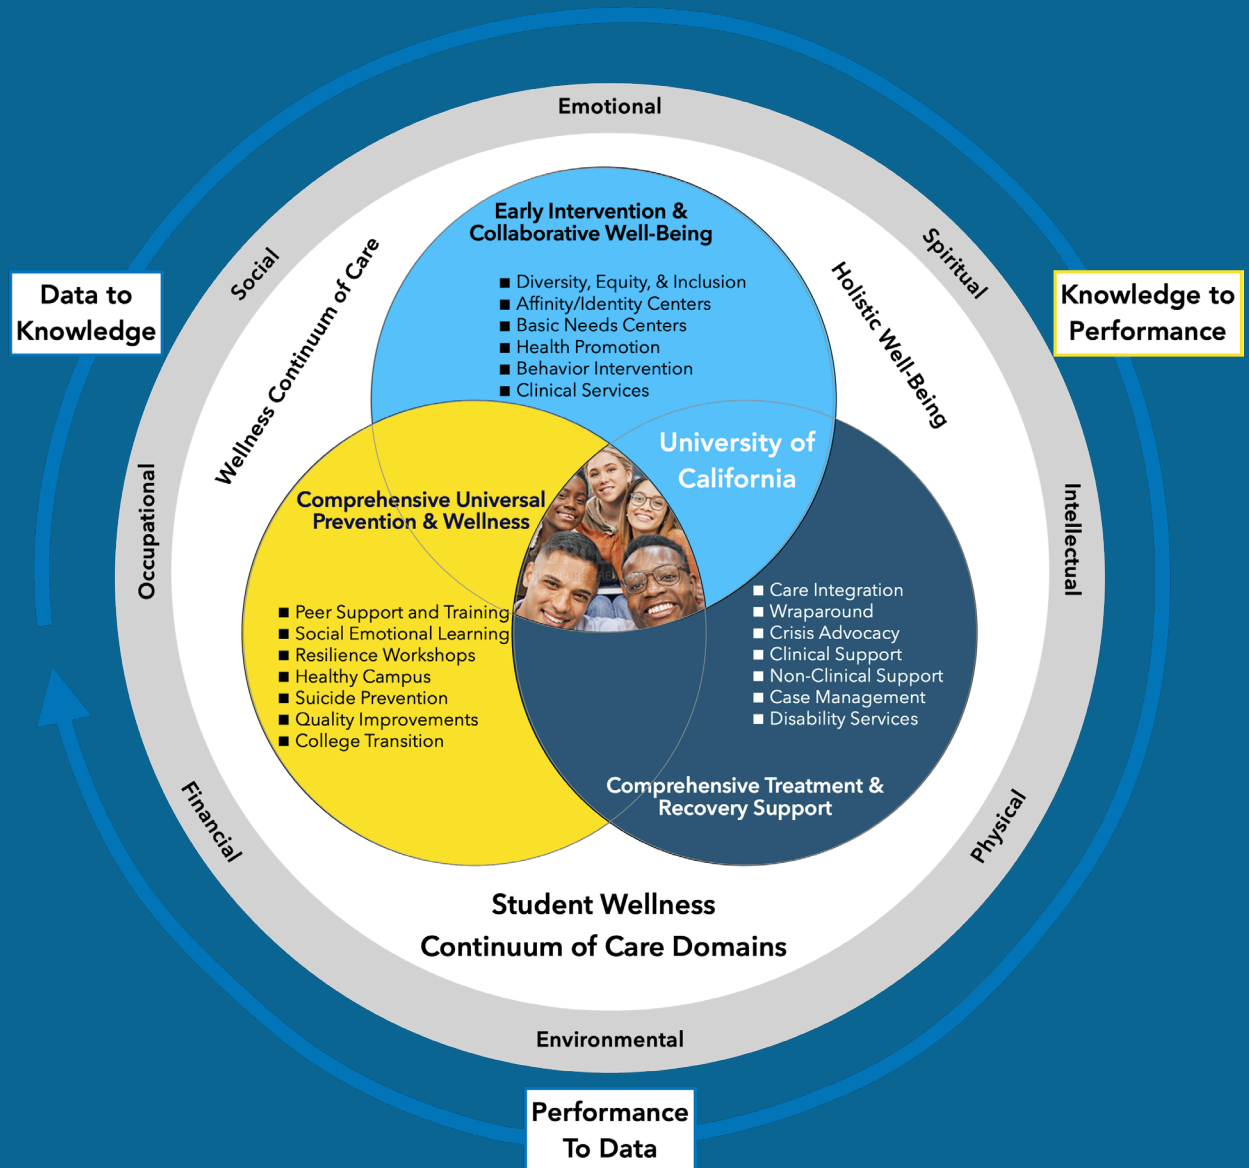 Emotional
Social
Spiritual
Wellness Continuum of Care
Holistic Well-Being
Data to
Knowledge
Knowledge to
Performance
Early Intervention &
Collaborative Well-Being
■ Diversity, Equity, & Inclusion
■ Affinity/Identity Centers
■ Basic Needs Centers
■ Health Promotion
■ Behavior Intervention
■ Clinical Services
University of
California
Occupational
Intellectual
Comprehensive Universal
Prevention & Wellness
■ Peer Support and Training
■ Social Emotional Learning
■ Resilience Workshops
■ Healthy Campus
■ Suicide Prevention
■ Quality Improvements
■ College Transition
■ Care Integration
■ Wraparound
■ Crisis Advocacy
■ Clinical Support
■ Non-Clinical Support
■ Case Management
■ Disability Services
Comprehensive Treatment &
Recovery Support
Financial
Physical
Student Wellness
Continuum of Care Domains
Environmental
Performance
To Data